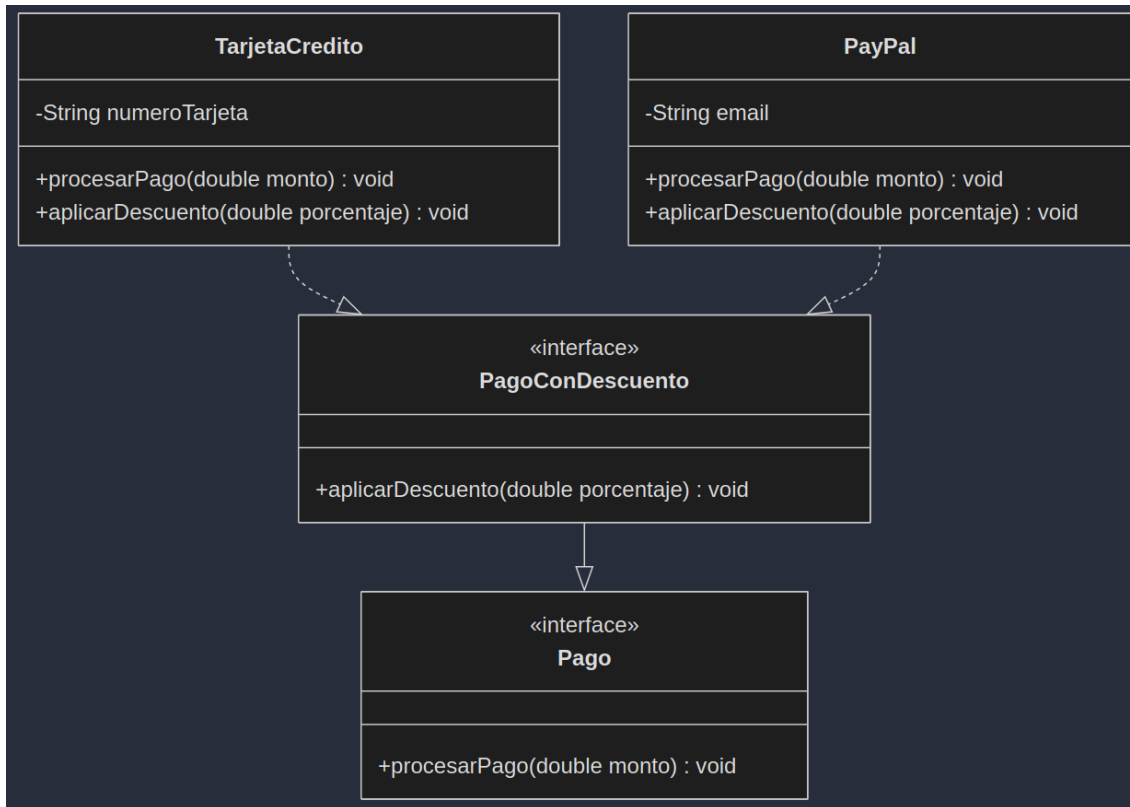 TarjetaCredito
-String numeroTarjeta
+procesarPago(double monto) : void
+aplicarDescuento(double porcentaje) : void
PayPal
-String email
+procesarPago(double monto) : void
+aplicarDescuento(double porcentaje) : void
«interface»
PagoConDescuento
+aplicarDescuento(double porcentaje) : void
«interface»
Pago
+procesarPago(double monto) : void